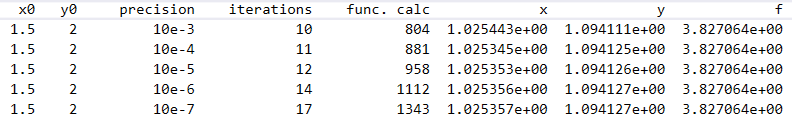 x0 y0 precision iterations func. calc x y f
1.5 2 10e-3 10 804 1.025443e+00 1.094111e+00 3.827064e+00
1.5 2 10e-4 11 881 1.025345e+00 1.094125e+00 3.827064e+00
1.5 2 10e-5 12 958 1.025353e+00 1.094126e+00 3.827064e+00
1.5 2 10e-6 14 1112 1.025356e+00 1.094127e+00 3.827064e+00
1.5 2 10e-7 17 1343 1.025357e+00 1.094127e+00 3.827064e+00